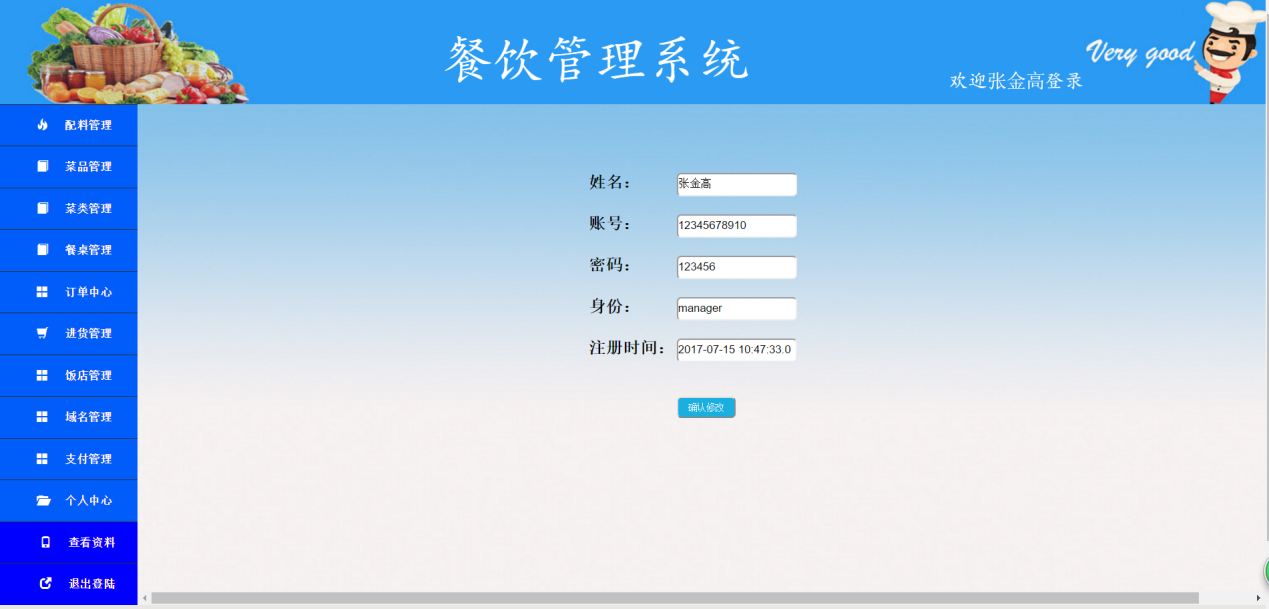 餐饮管理系统
Very good
欢迎张金高登录
配料管理
菜品管理
菜类管理
餐桌管理
订单中心
进货管理
饭店管理
域名管理
支付管理
个人中心
查看资料
退出登陆
姓名： 张金高
账号： 12345678910
密码： 123456
身份： manager
注册时间： 2017-07-15 10:47:33.0
确认修改